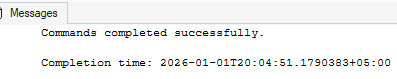 Messages
Commands completed successfully.
Completion time: 2026-01-01T20:04:51.1790383+05:00